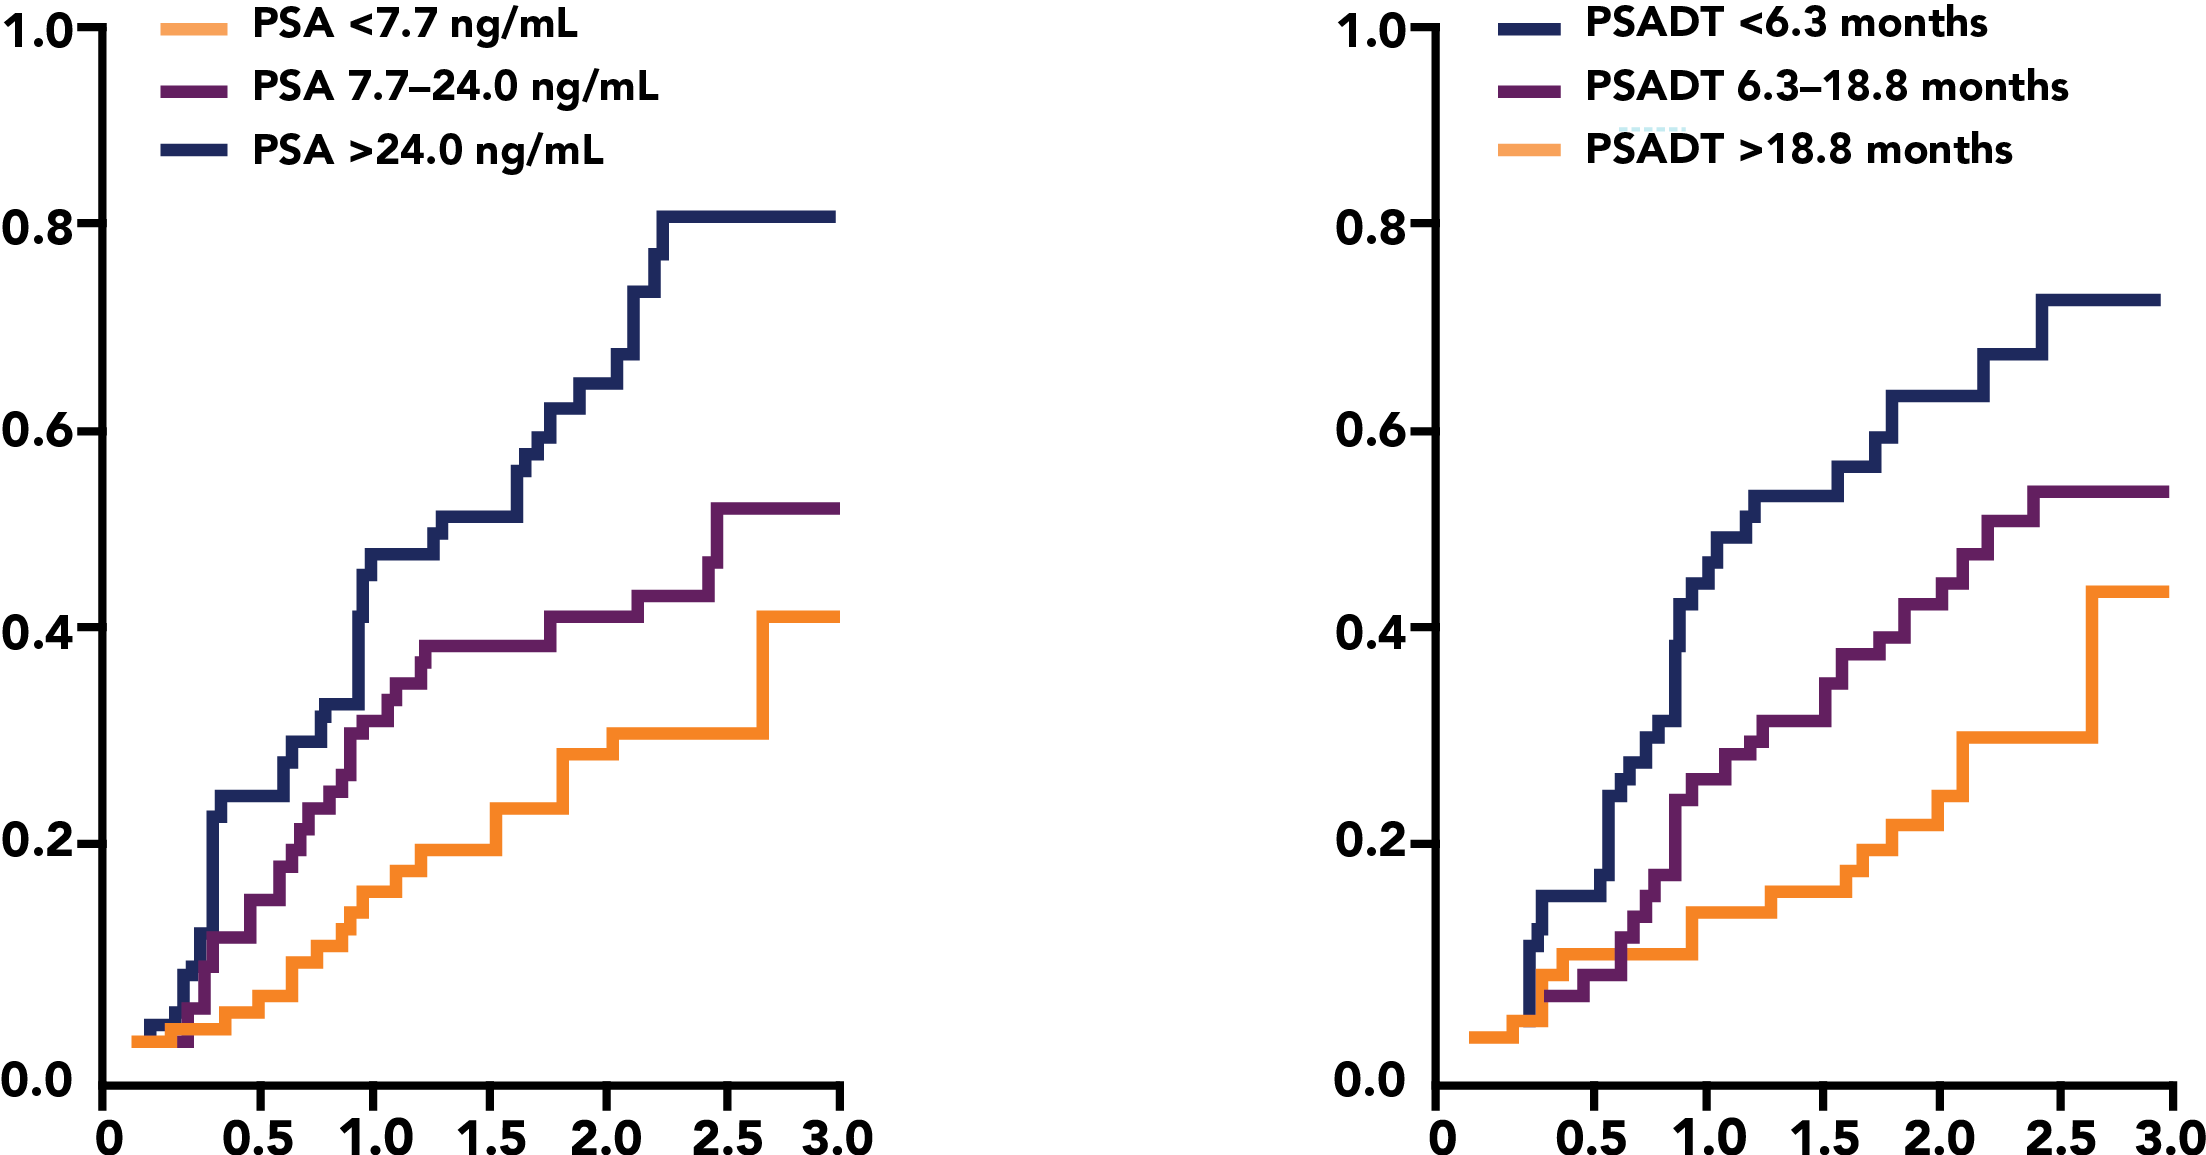 PSA <7.7 ng/mL
PSA 7.7–24.0 ng/mL
PSA >24.0 ng/mL
1.0
0.8
0.6
0.4
0.2
0.0
0 0.5 1.0 1.5 2.0 2.5 3.0
PSADT <6.3 months
PSADT 6.3–18.8 months
PSADT >18.8 months
1.0
0.8
0.6
0.4
0.2
0.0
0 0.5 1.0 1.5 2.0 2.5 3.0